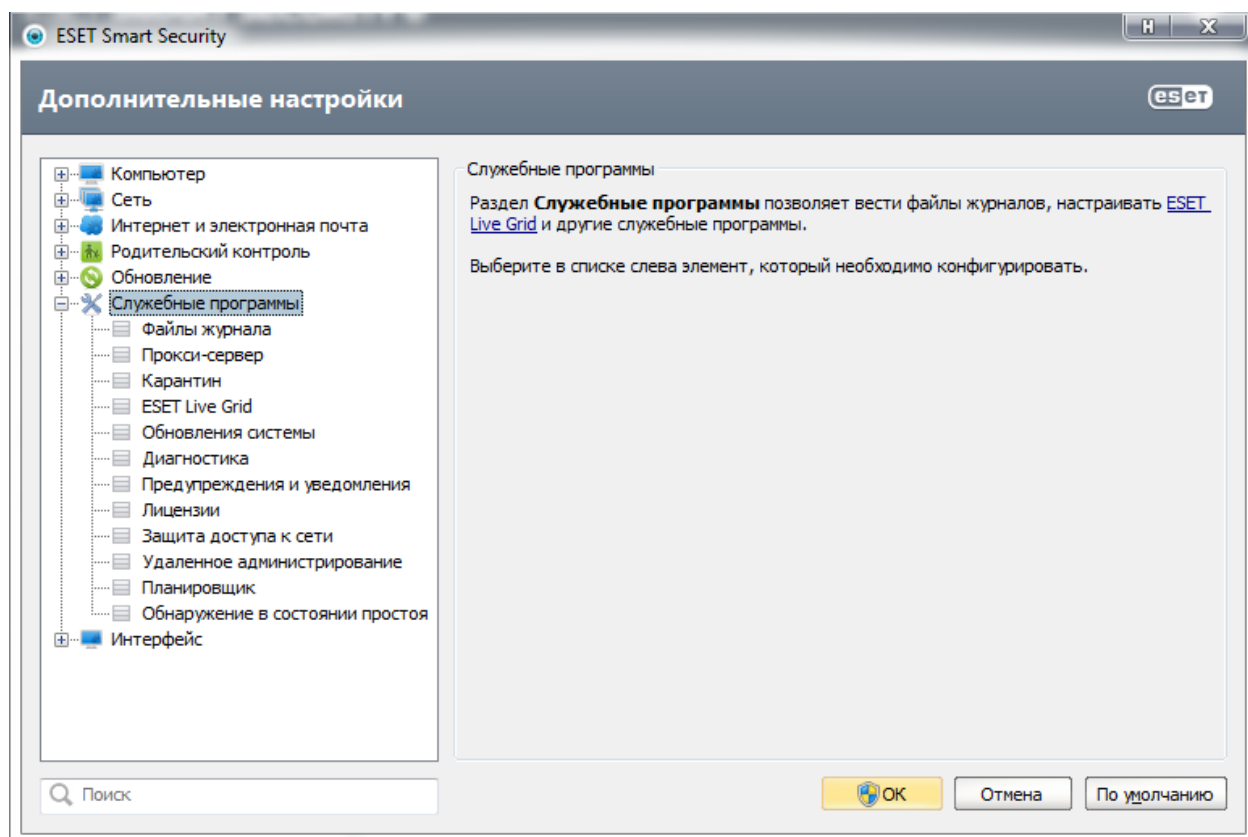 ESET Smart Security
Дополнительные настройки
eset
Компьютер
Сеть
Интернет и электронная почта
Родительский контроль
Обновление
Служебные программы
Файлы журнала
Прокси-сервер
Карантин
ESET Live Grid
Обновления системы
Диагностика
Предупреждения и уведомления
Лицензии
Защита доступа к сети
Удаленное администрирование
Планировщик
Обнаружение в состоянии простоя
Интерфейс
Служебные программы
Раздел Служебные программы позволяет вести файлы журналов, настраивать ESET
Live Grid и другие служебные программы.
Выберите в списке слева элемент, который необходимо конфигурировать.
Поиск
ОК
Отмена
По умолчанию